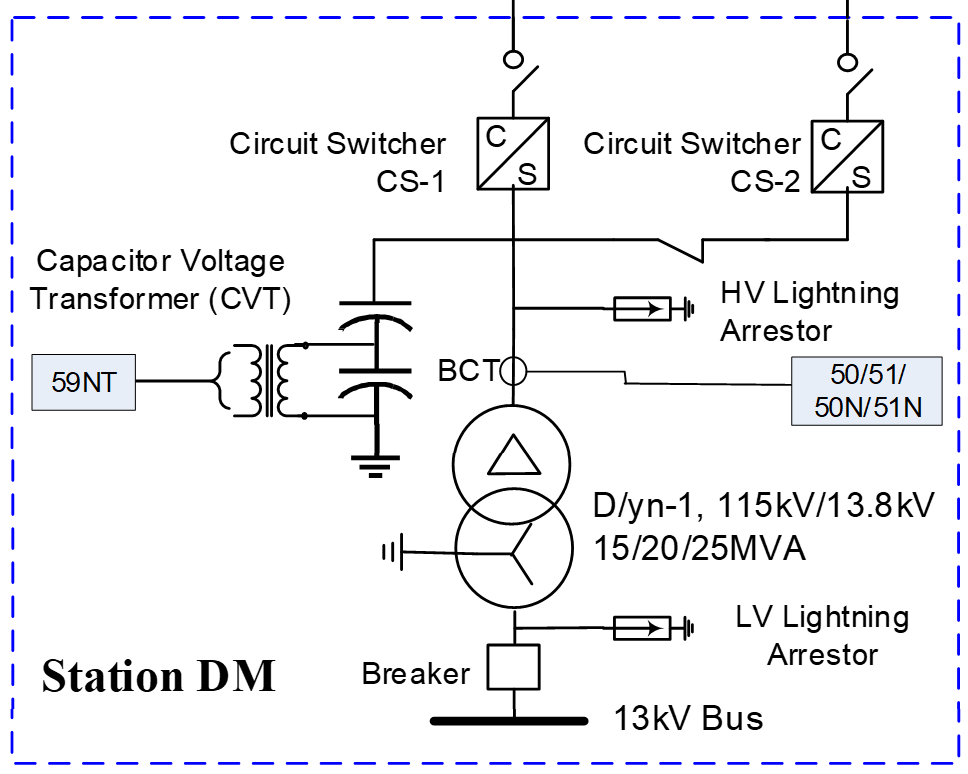 C
S
Circuit Switcher
CS-1
C
S
Circuit Switcher
CS-2
Capacitor Voltage
Transformer (CVT)
HV Lightning
Arrestor
59NT
BCT
50/51/
50N/51N
D/yn-1, 115kV/13.8kV
15/20/25MVA
LV Lightning
Arrestor
Station DM
Breaker
13kV Bus